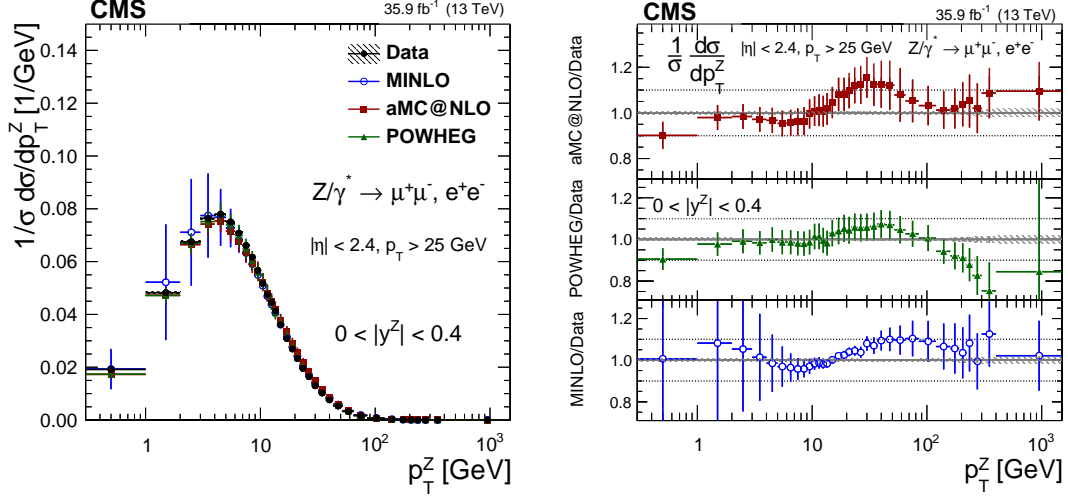 CMS 35.9 fb⁻¹ (13 TeV)
1/σ dσ/dp_T^Z [1/GeV]
0.14
0.12
0.10
0.08
0.06
0.04
0.02
0.00
Data
MINLO
aMC@NLO
POWHEG
Z/γ* → μ⁺μ⁻, e⁺e⁻
|η| < 2.4, p_T > 25 GeV
0 < |y^Z| < 0.4
1 10 10² 10³
p_T^Z [GeV]
CMS 35.9 fb⁻¹ (13 TeV)
1/σ dσ/dp_T^Z
|η| < 2.4, p_T > 25 GeV Z/γ* → μ⁺μ⁻, e⁺e⁻
aMC@NLO/Data
1.2
1.0
0.8
0 < |y^Z| < 0.4
POWHEG/Data
1.2
1.0
0.8
MINLO/Data
1.2
1.0
0.8
1 10 10² 10³
p_T^Z [GeV]